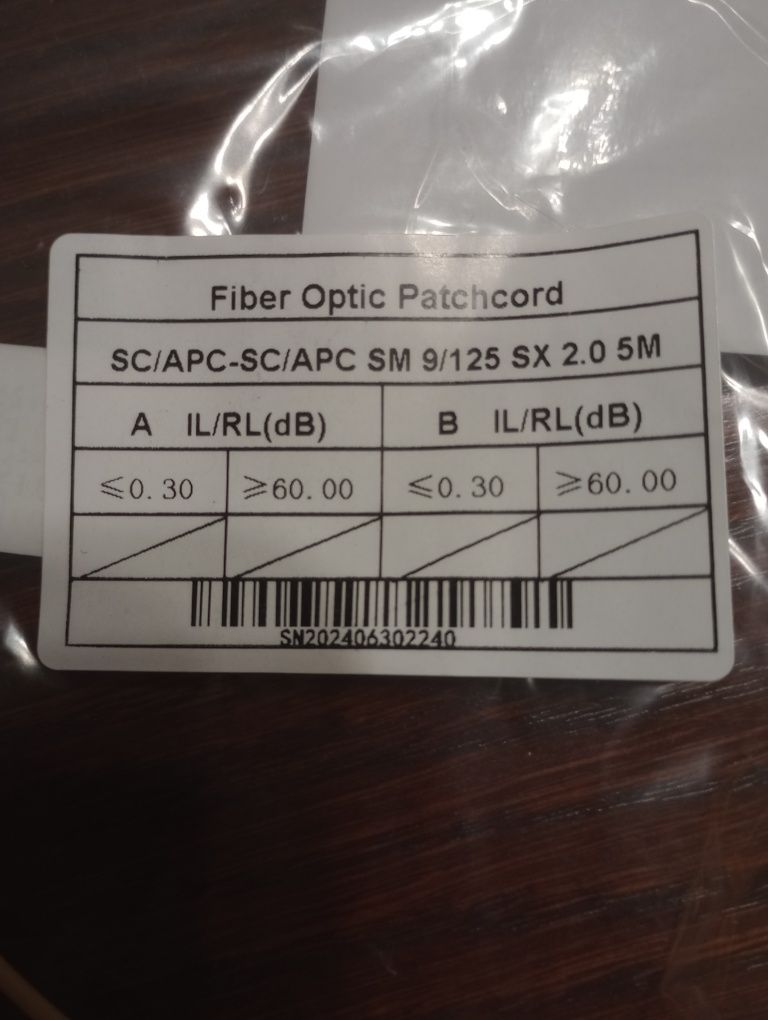 Fiber Optic Patchcord
SC/APC-SC/APC SM 9/125 SX 2.0 5M
A IL/RL(dB) B IL/RL(dB)
≤0.30 ≥60.00 ≤0.30 ≥60.00
SN202406302240